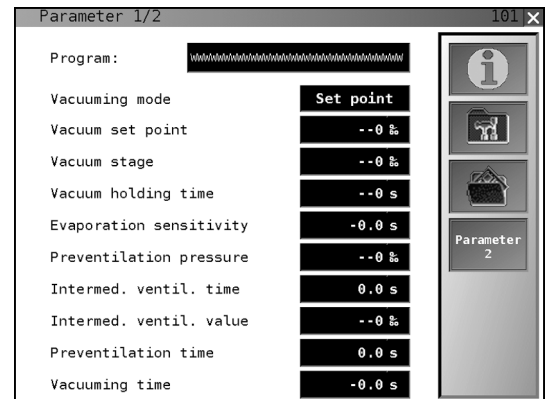 Parameter 1/2 101
Program: WWWWWWWWWWWWWWWWWWWWWWWWWWWWWWWWWWWWWWWW
Vacuuming mode Set point
Vacuum set point --0 %
Vacuum stage --0 %
Vacuum holding time --0 s
Evaporation sensitivity -0.0 s
Preventilation pressure --0 %
Parameter
2
Intermed. ventil. time 0.0 s
Intermed. ventil. value --0 %
Preventilation time 0.0 s
Vacuuming time -0.0 s